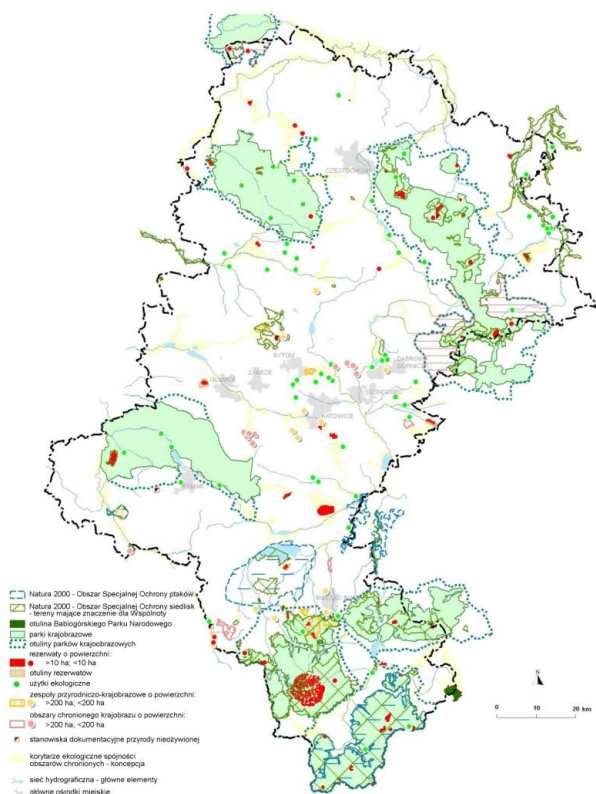 CZĘSTOCHOWA
BYTOM
DĄBROWA
GÓRNICZA
ZABRZE
GLIWICE
SOSNOWIEC
KATOWICE
RYBNIK
Natura 2000 - Obszar Specjalnej Ochrony ptaków
Natura 2000 - Obszar Specjalnej Ochrony siedlisk
- tereny mające znaczenie dla Wspólnoty
otulina Babiogórskiego Parku Narodowego
parki krajobrazowe
otuliny parków krajoobrazowych
rezerwaty o powierzchni:
>10 ha; <10 ha
otuliny rezerwatów
użytki ekologiczne
zespoły przyrodniczo-krajobrazowe o powierzchni:
>200 ha; <200 ha
obszary chronionego krajobrazu o powierzchni:
>200 ha; <200 ha
stanowiska dokumentacyjne przyrody nieożywionej
korytarze ekologiczne spójności
obszarów chronionych - koncepcja
sieć hydrograficzna - główne elementy
główne ośrodki miejskie
N
0 20 km